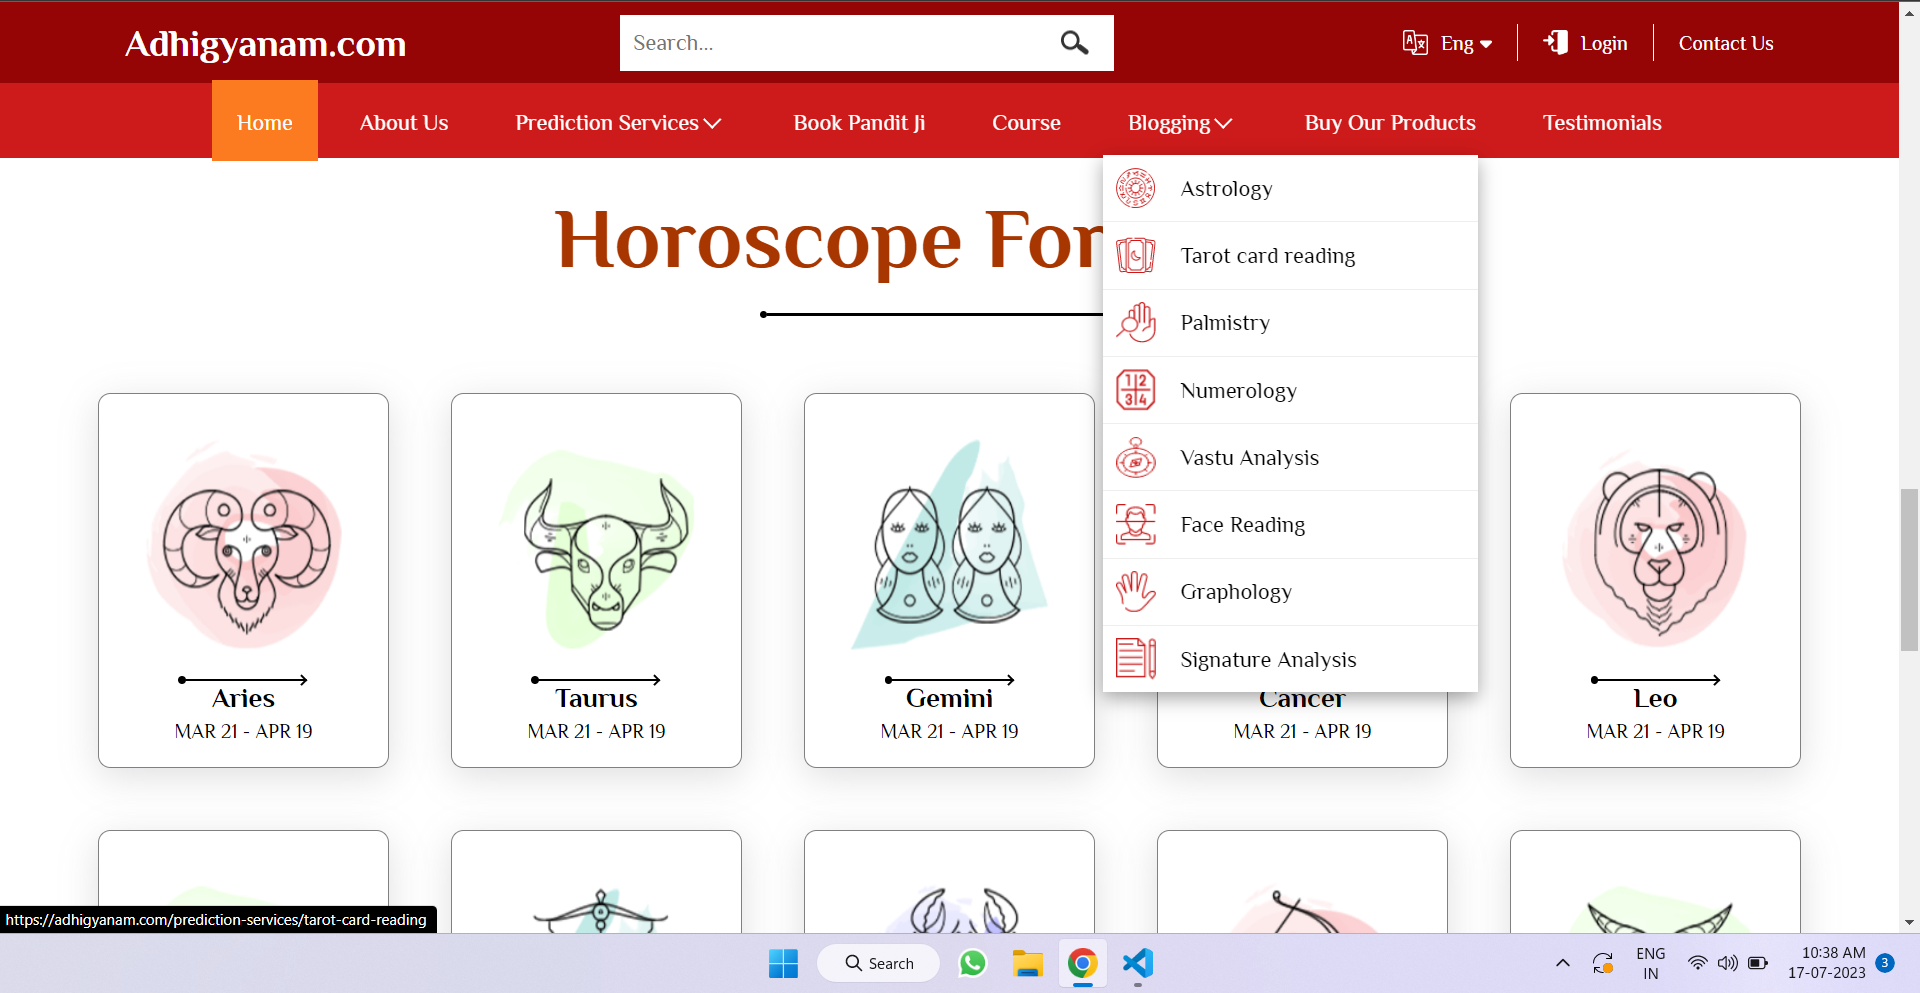 Adhigyanam.com
Search...
Eng
Login
Contact Us
Home
About Us
Prediction Services
Book Pandit Ji
Course
Blogging
Buy Our Products
Testimonials
Astrology
Tarot card reading
Palmistry
1 2
3 4
Numerology
Vastu Analysis
Face Reading
Graphology
Signature Analysis
Horoscope For
Aries
MAR 21 - APR 19
Taurus
MAR 21 - APR 19
Gemini
MAR 21 - APR 19
Cancer
MAR 21 - APR 19
Leo
MAR 21 - APR 19
https://adhigyanam.com/prediction-services/tarot-card-reading
Search
ENG
IN
10:38 AM
17-07-2023
3